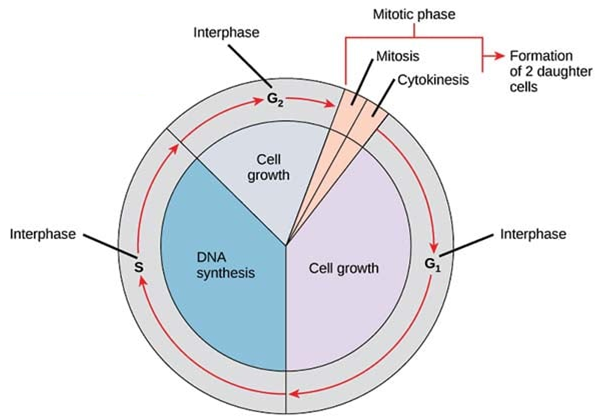 Mitotic phase
Interphase
Mitosis
Formation
of 2 daughter
cells
Cytokinesis
G₂
Cell
growth
Interphase
S
DNA
synthesis
Cell growth
G₁
Interphase